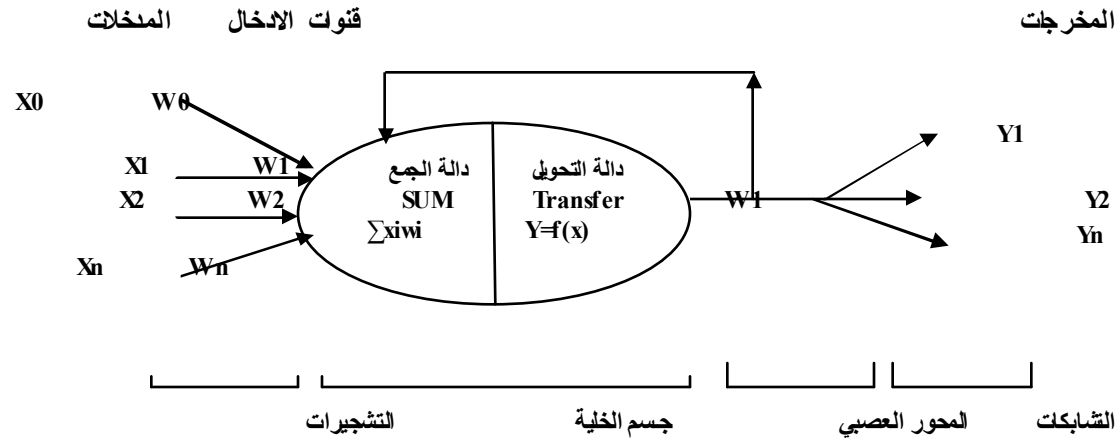 المخرجات قنوات الادخال المدخلات
X0 W0 Y1
X1 W1 دالة الجمع دالة التحويل
X2 W2 SUM Transfer W1 Y2
∑xiwi Y=f(x) Yn
Xn Wn
التشابكات المحور العصبي جسم الخلية التشجيرات